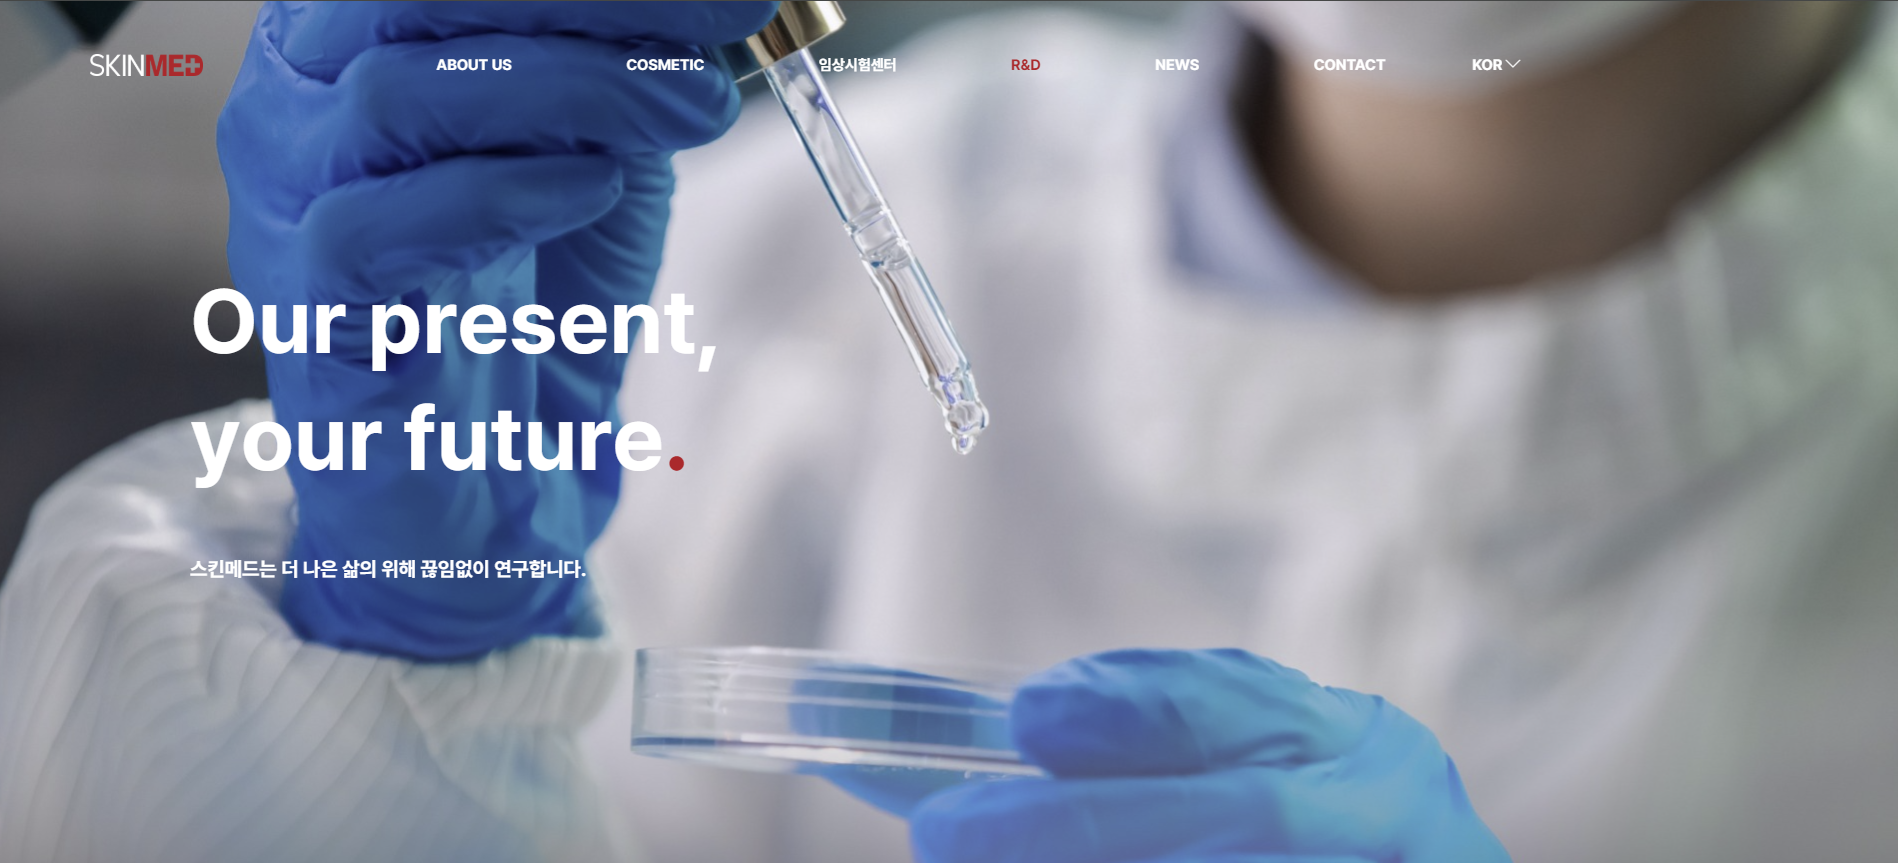 SKINMED
ABOUT US
COSMETIC
임상시험센터
R&D
NEWS
CONTACT
KOR
Our present,
your future.
스킨메드는 더 나은 삶의 위해 끊임없이 연구합니다.